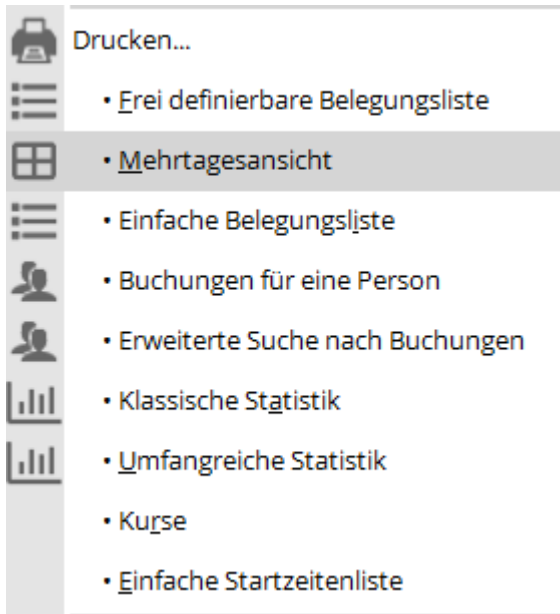 Drucken...
• Frei definierbare Belegungsliste
• Mehrtagesansicht
• Einfache Belegungsliste
• Buchungen für eine Person
• Erweiterte Suche nach Buchungen
• Klassische Statistik
• Umfangreiche Statistik
• Kurse
• Einfache Startzeitenliste